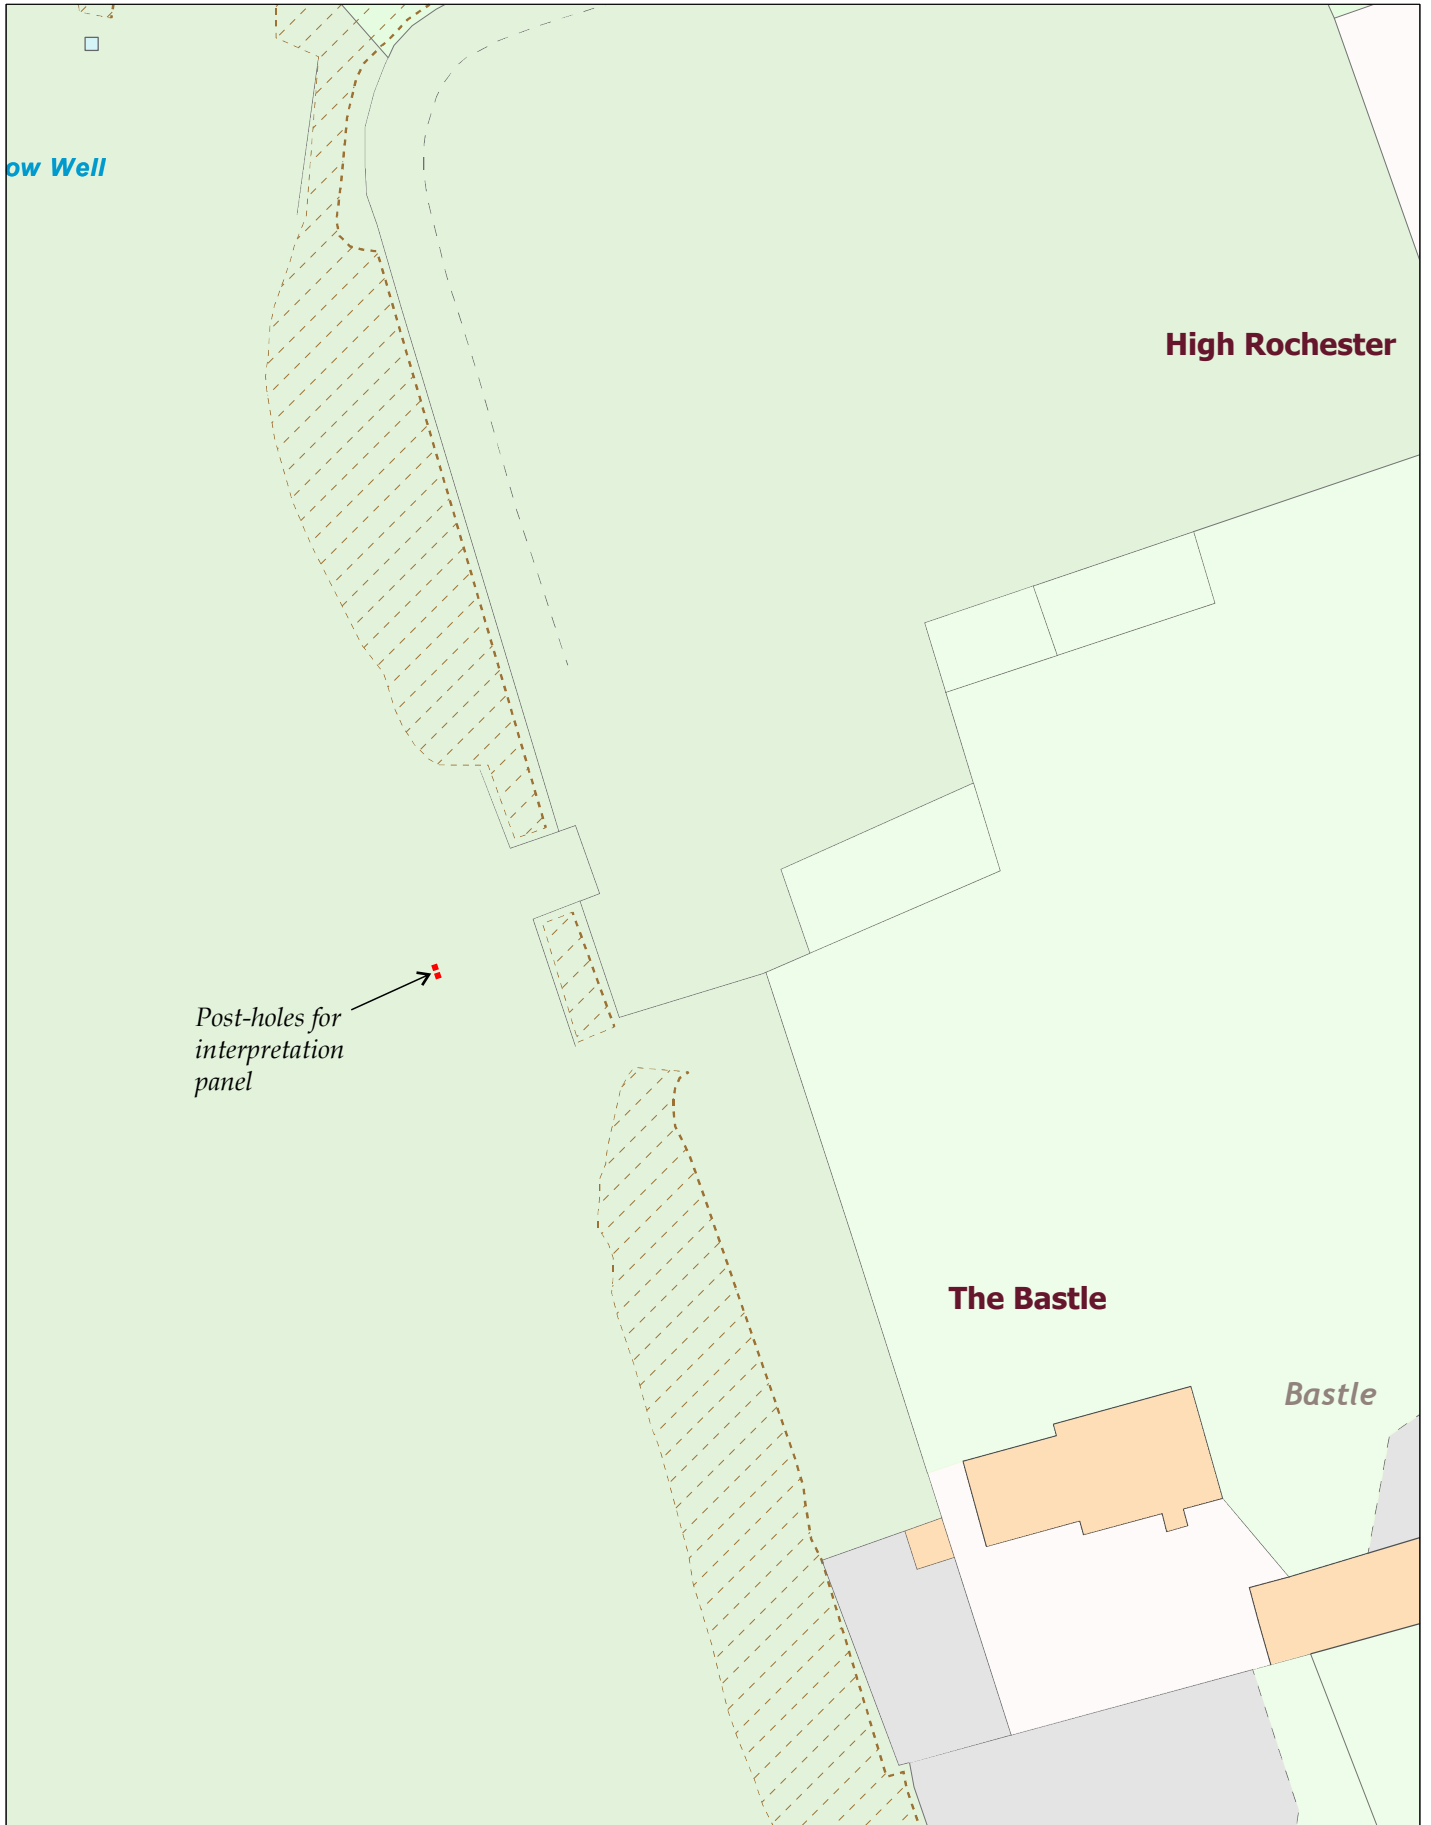 ow Well
High Rochester
Post-holes for
interpretation
panel
The Bastle
Bastle